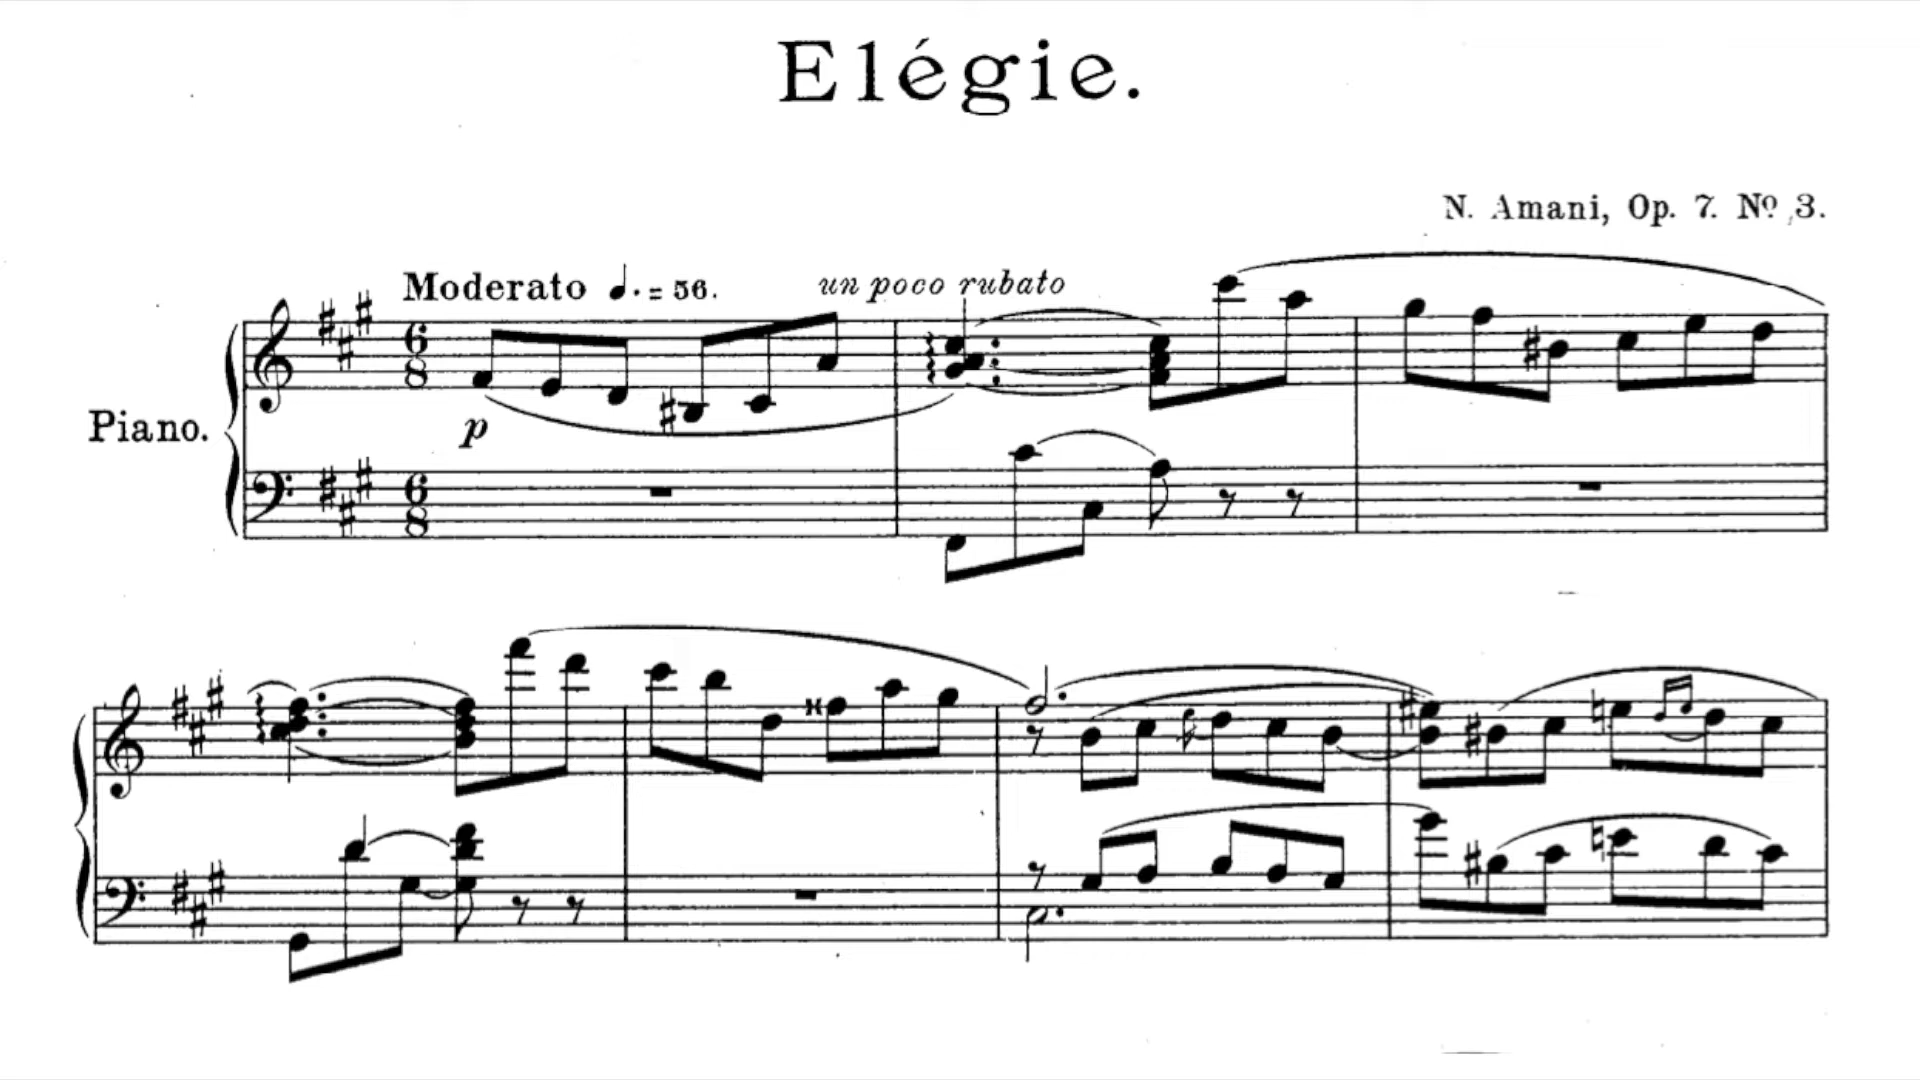 Elégie.
N. Amani, Op. 7. Nº 3.
Moderato ♩. = 56.
un poco rubato
6 8
Piano.
p
6 8